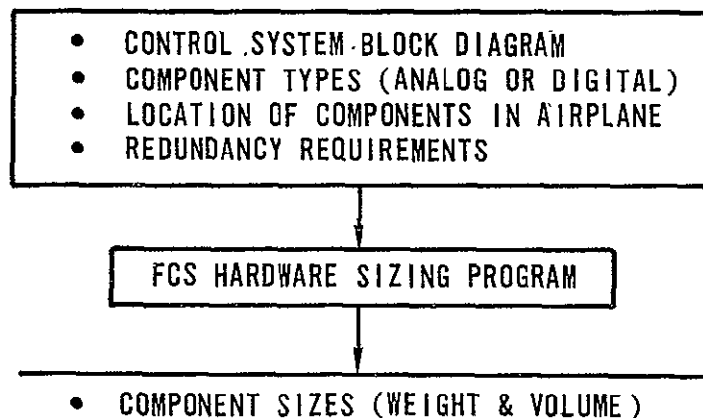 • CONTROL SYSTEM BLOCK DIAGRAM
• COMPONENT TYPES (ANALOG OR DIGITAL)
• LOCATION OF COMPONENTS IN AIRPLANE
• REDUNDANCY REQUIREMENTS
FCS HARDWARE SIZING PROGRAM
• COMPONENT SIZES (WEIGHT & VOLUME)